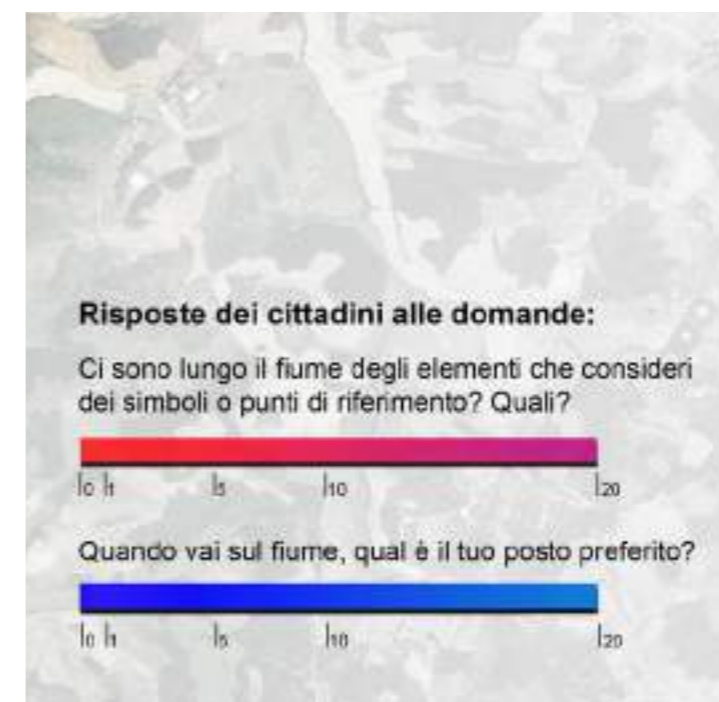 Risposte dei cittadini alle domande:
Ci sono lungo il fiume degli elementi che consideri
dei simboli o punti di riferimento? Quali?
0 1 5 10 20
Quando vai sul fiume, qual è il tuo posto preferito?
0 1 5 10 20